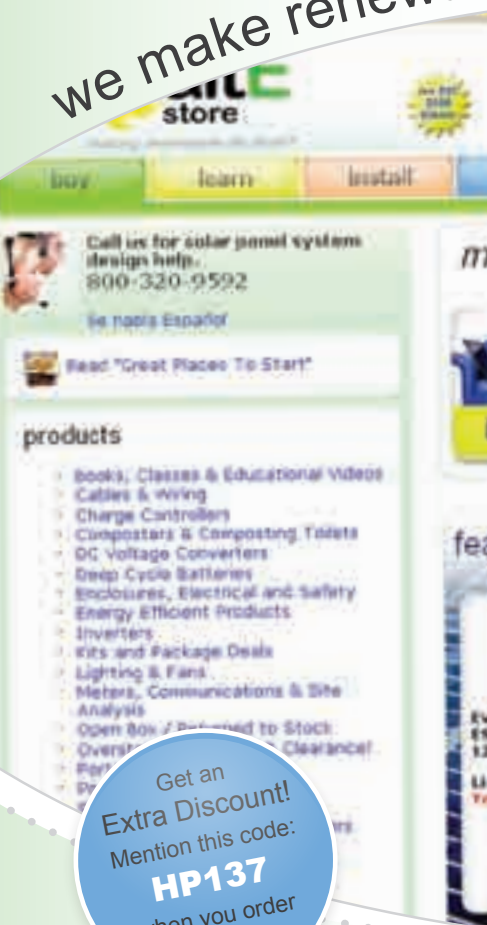 we make renew
store
buy
learn
install
Call us for solar panel system
design help.
800-320-9592
Se habla Español
Read "Great Places To Start"
products
Books, Classes & Educational Videos
Cables & Wiring
Charge Controllers
Composters & Composting Toilets
DC Voltage Converters
Deep Cycle Batteries
Enclosures, Electrical and Safety
Energy Efficient Products
Inverters
Kits and Package Deals
Lighting & Fans
Meters, Communications & Site
Analysis
Open Box / Returned to Stock
Clearance!
fea
Get an
Extra Discount!
Mention this code:
HP137
when you order